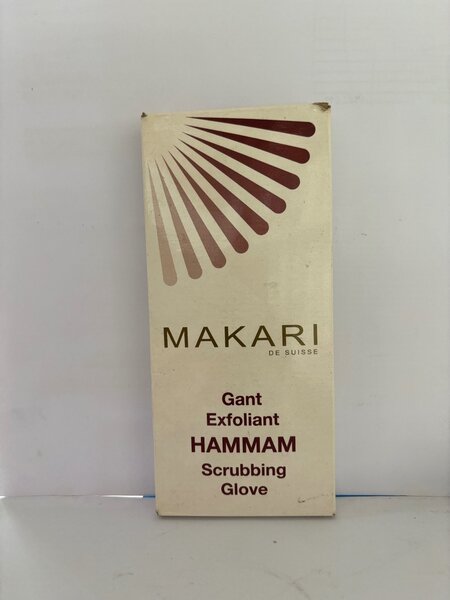 MAKARI
DE SUISSE
Gant
Exfoliant
HAMMAM
Scrubbing
Glove